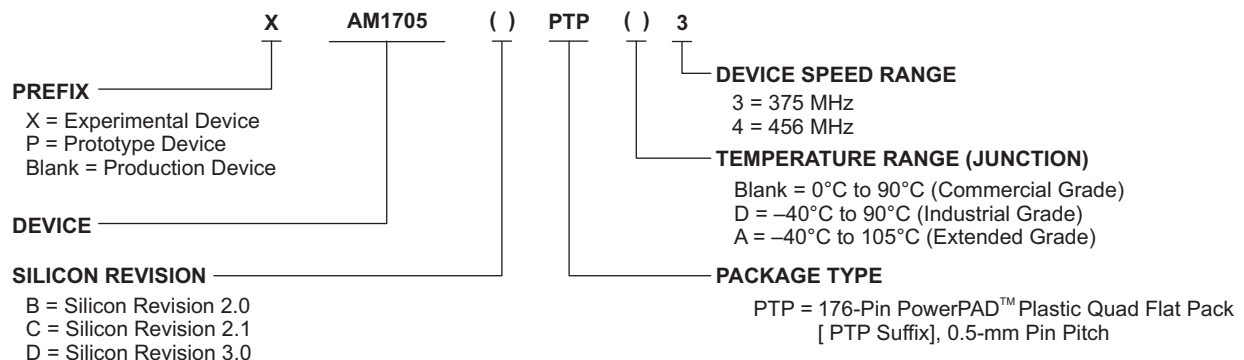 X AM1705 ( ) PTP ( ) 3
PREFIX
X = Experimental Device
P = Prototype Device
Blank = Production Device
DEVICE
SILICON REVISION
B = Silicon Revision 2.0
C = Silicon Revision 2.1
D = Silicon Revision 3.0
DEVICE SPEED RANGE
3 = 375 MHz
4 = 456 MHz
TEMPERATURE RANGE (JUNCTION)
Blank = 0°C to 90°C (Commercial Grade)
D = –40°C to 90°C (Industrial Grade)
A = –40°C to 105°C (Extended Grade)
PACKAGE TYPE
PTP = 176-Pin PowerPAD™ Plastic Quad Flat Pack
[ PTP Suffix], 0.5-mm Pin Pitch